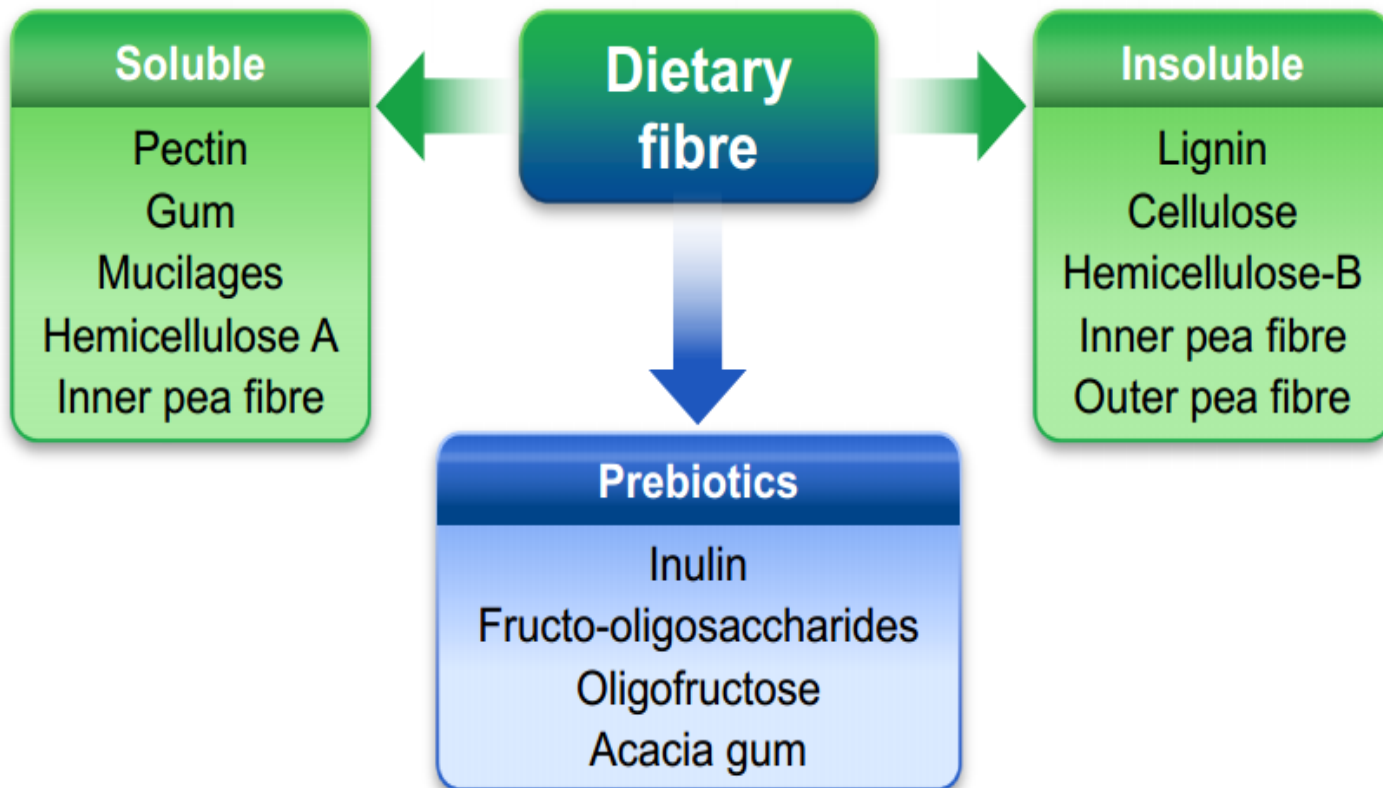 Dietary
fibre
Soluble
Pectin
Gum
Mucilages
Hemicellulose A
Inner pea fibre
Insoluble
Lignin
Cellulose
Hemicellulose-B
Inner pea fibre
Outer pea fibre
Prebiotics
Inulin
Fructo-oligosaccharides
Oligofructose
Acacia gum